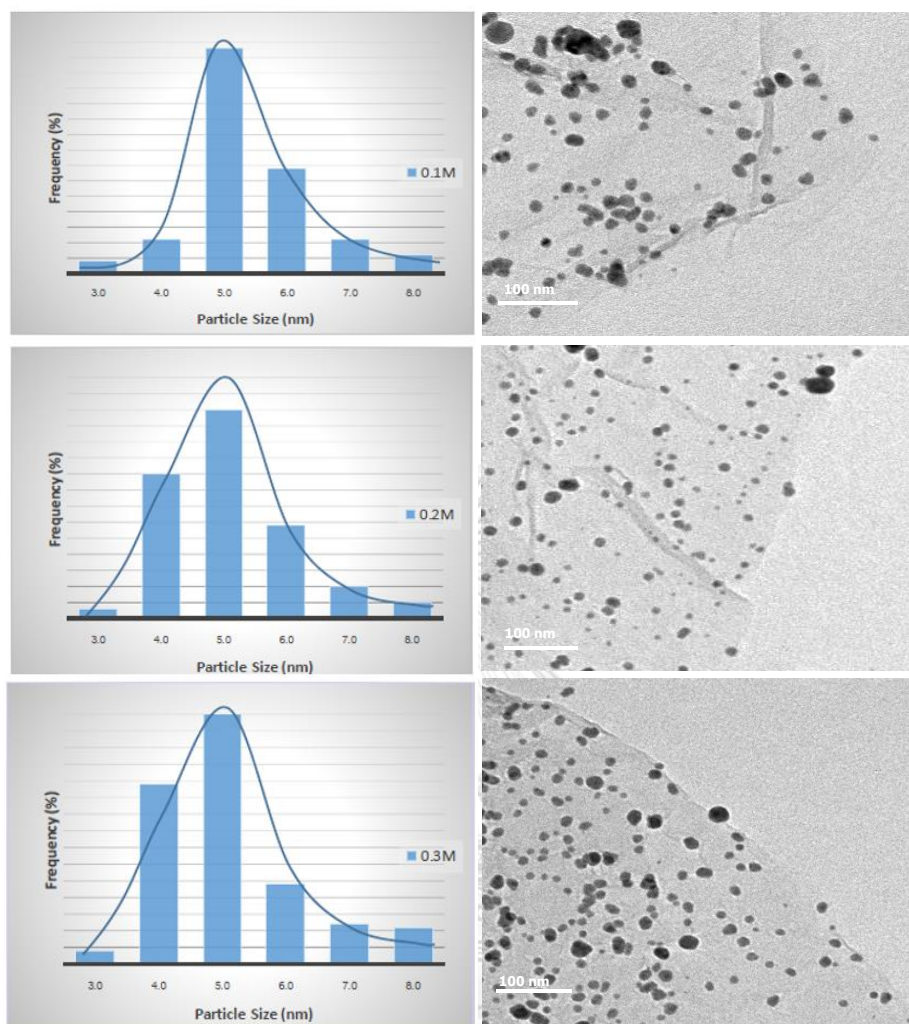 Frequency (%)
0.1M
3.0 4.0 5.0 6.0 7.0 8.0
Particle Size (nm)
100 nm
Frequency (%)
0.2M
3.0 4.0 5.0 6.0 7.0 8.0
Particle Size (nm)
100 nm
Frequency (%)
0.3M
3.0 4.0 5.0 6.0 7.0 8.0
Particle Size (nm)
100 nm